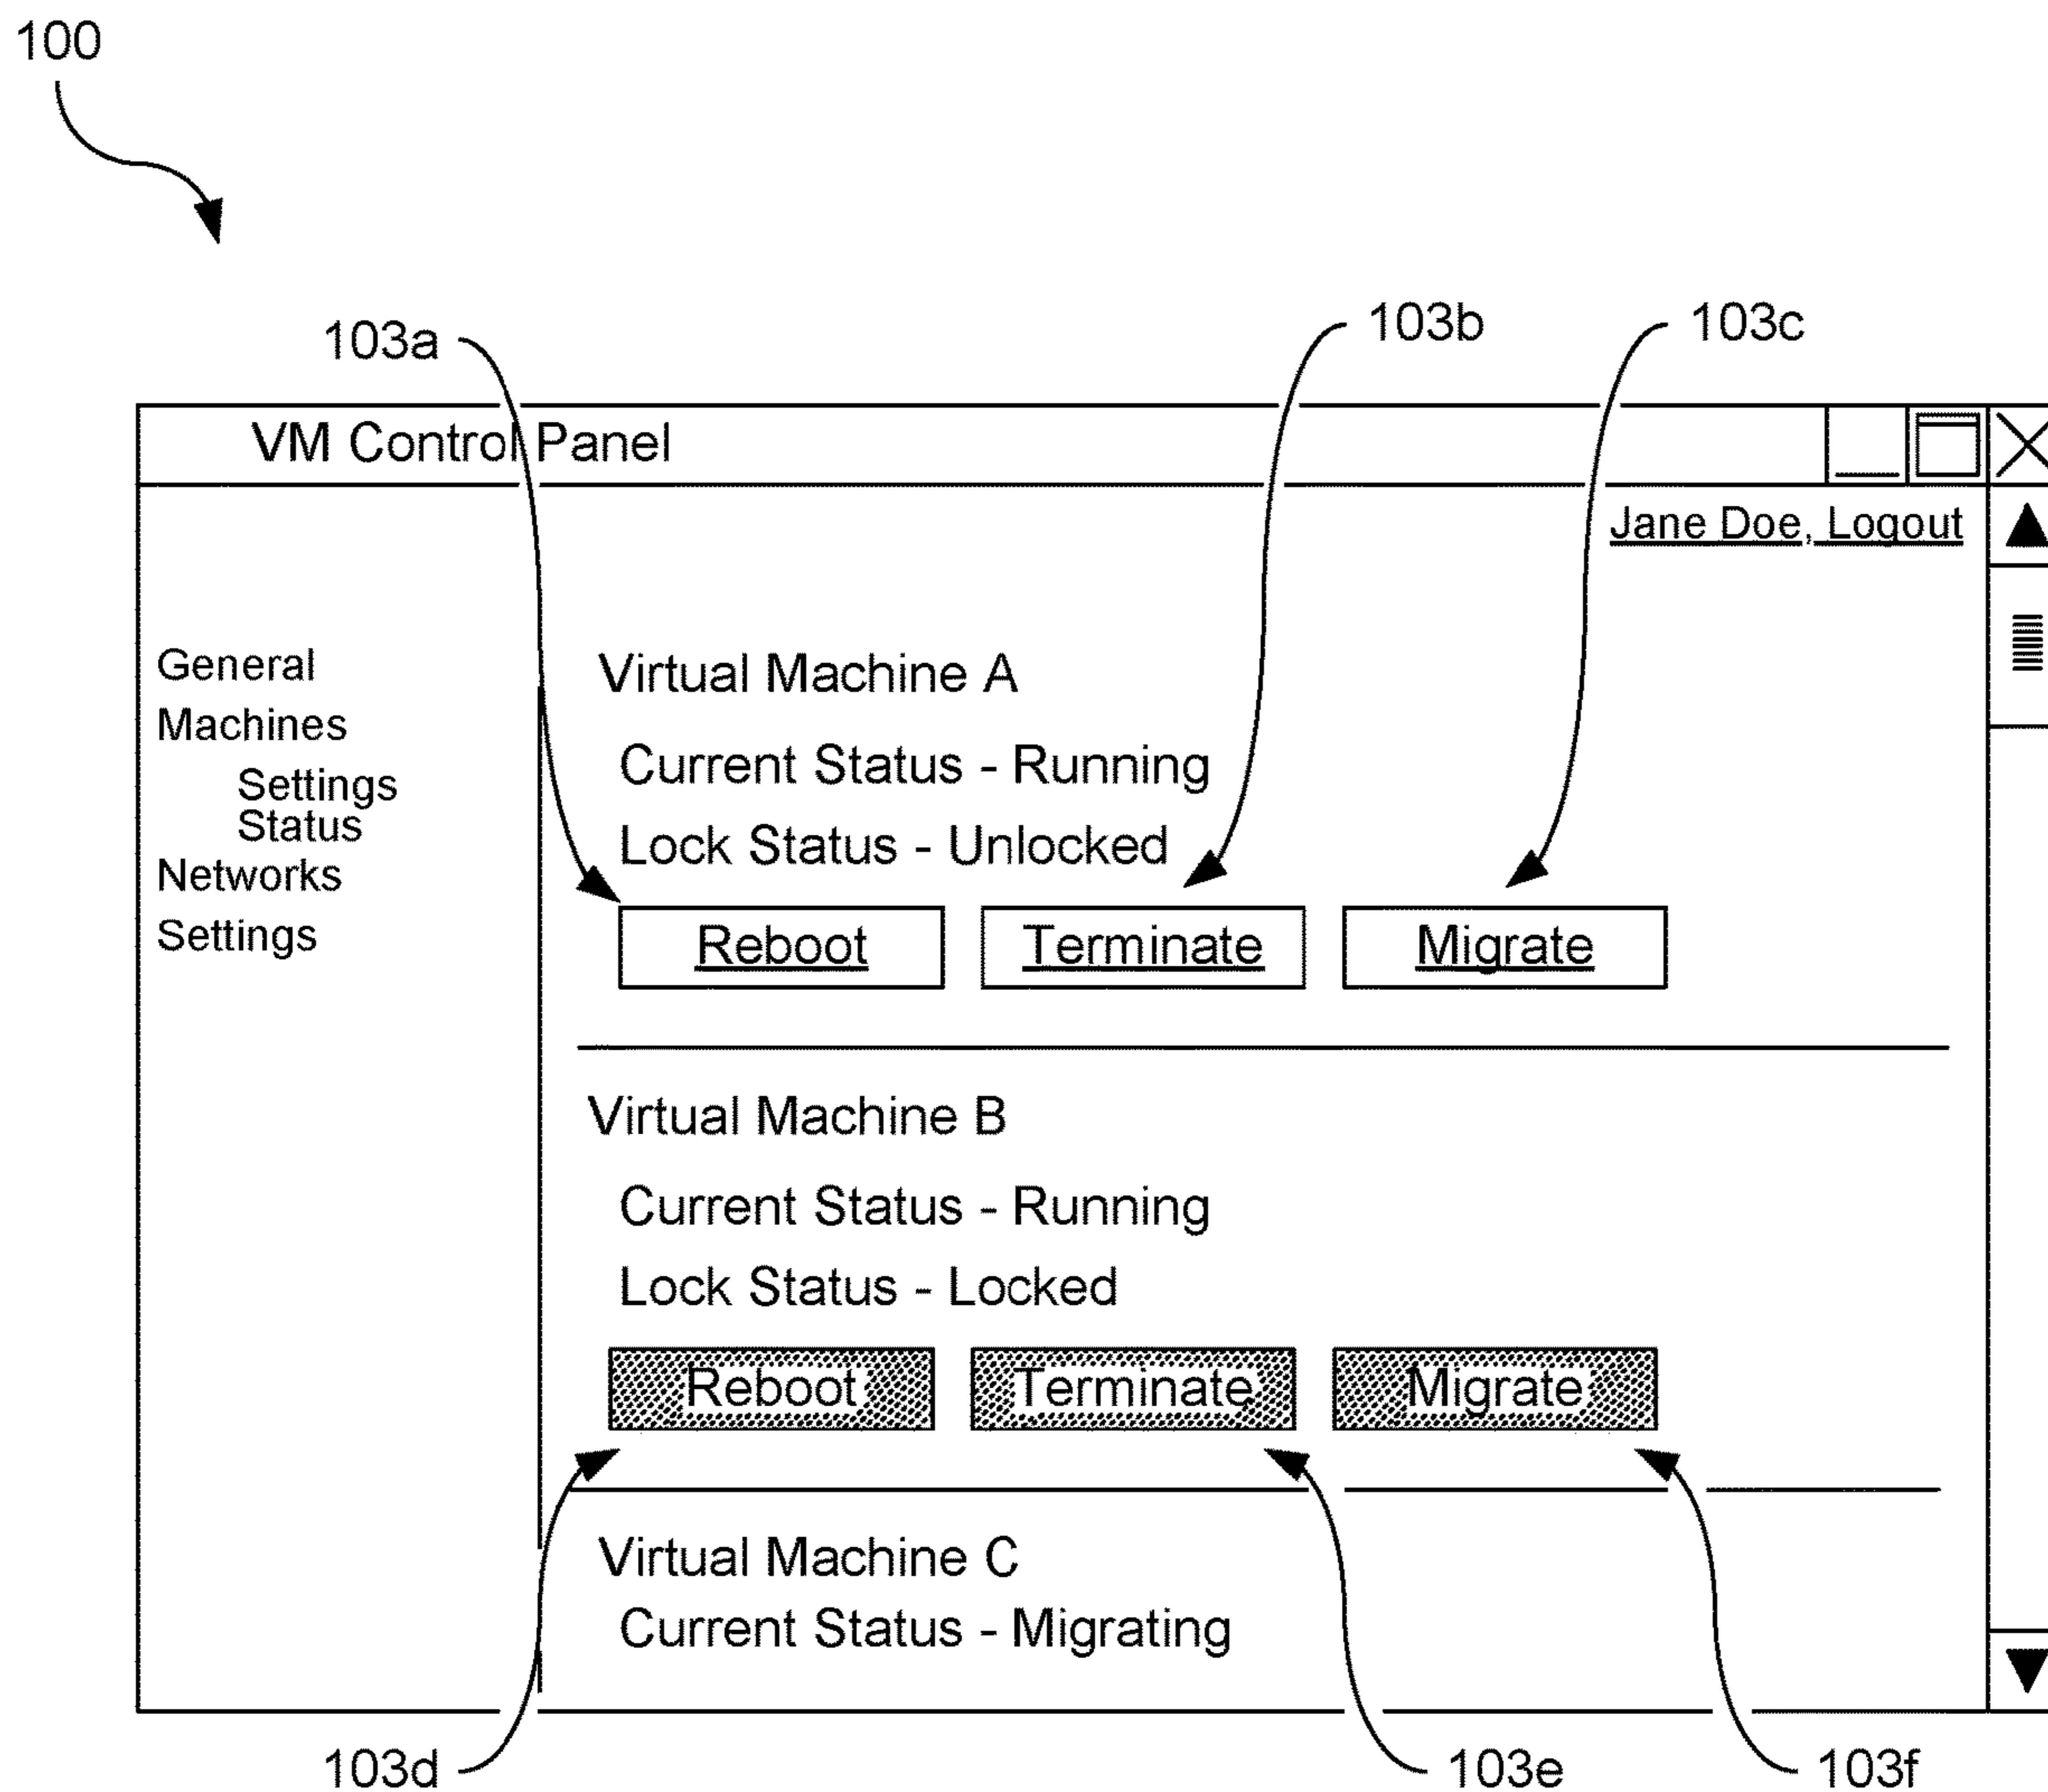 100
103a
103b
103c
VM Control Panel
Jane Doe, Logout
General
Machines
Settings
Status
Networks
Settings
Virtual Machine A
Current Status - Running
Lock Status - Unlocked
Reboot
Terminate
Migrate
Virtual Machine B
Current Status - Running
Lock Status - Locked
Reboot
Terminate
Migrate
Virtual Machine C
Current Status - Migrating
103d
103e
103f